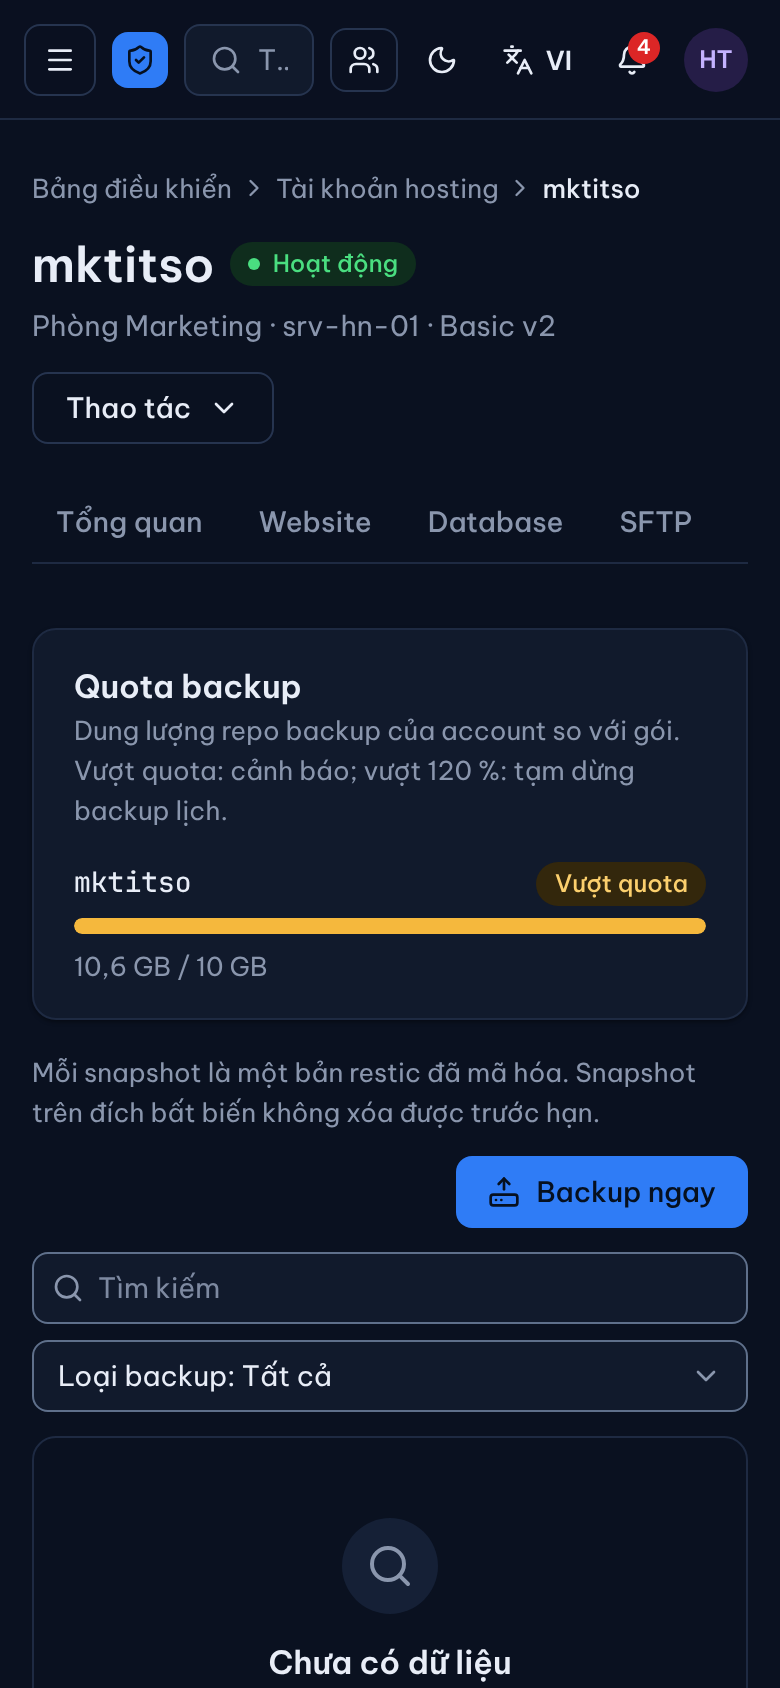 T..
VI
4
HT
Bảng điều khiển > Tài khoản hosting > mktitso
mktitso
Hoạt động
Phòng Marketing · srv-hn-01 · Basic v2
Thao tác
Tổng quan Website Database SFTP
Quota backup
Dung lượng repo backup của account so với gói.
Vượt quota: cảnh báo; vượt 120 %: tạm dừng
backup lịch.
mktitso
Vượt quota
10,6 GB / 10 GB
Mỗi snapshot là một bản restic đã mã hóa. Snapshot
trên đích bất biến không xóa được trước hạn.
Backup ngay
Tìm kiếm
Loại backup: Tất cả
Chưa có dữ liệu